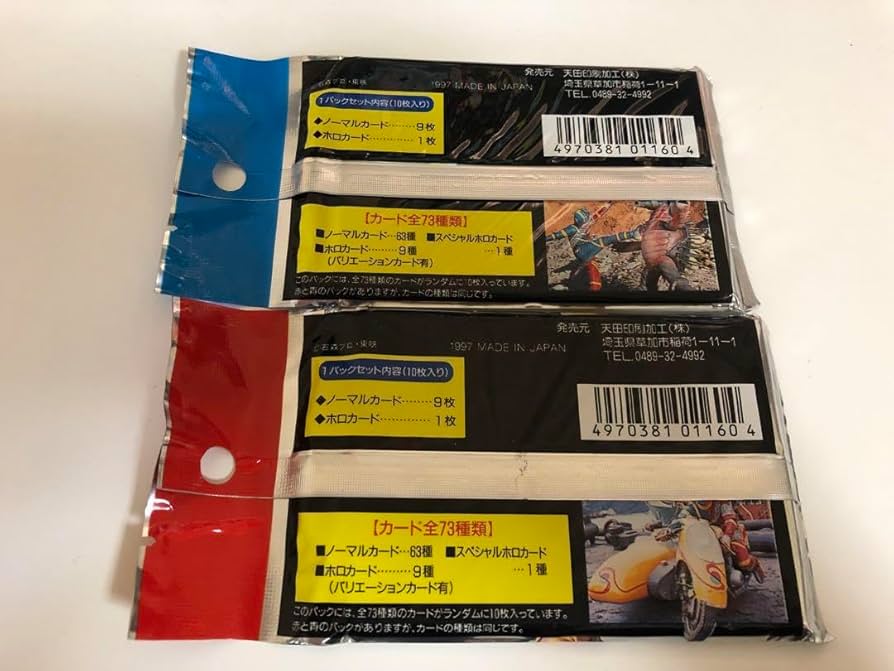 ©石森プロ・東映
1997 MADE IN JAPAN
発売元 天田印刷加工(株)
埼玉県草加市稲荷1-11-1
TEL.0489-32-4992
1パックセット内容(10枚入り)
◆ノーマルカード………9枚
◆ホロカード……………1枚
4970381 01160 4
【カード全73種類】
■ノーマルカード…63種 ■スペシャルホロカード
■ホロカード………9種 …1種
(バリエーションカード有)
このパックには、全73種類のカードがランダムに10枚入っています。
赤と青のパックがありますが、カードの種類は同じです。
©石森プロ・東映
1997 MADE IN JAPAN
発売元 天田印刷加工(株)
埼玉県草加市稲荷1-11-1
TEL.0489-32-4992
1パックセット内容(10枚入り)
◆ノーマルカード………9枚
◆ホロカード……………1枚
4970381 01160 4
【カード全73種類】
■ノーマルカード…63種 ■スペシャルホロカード
■ホロカード………9種 …1種
(バリエーションカード有)
このパックには、全73種類のカードがランダムに10枚入っています。
赤と青のパックがありますが、カードの種類は同じです。